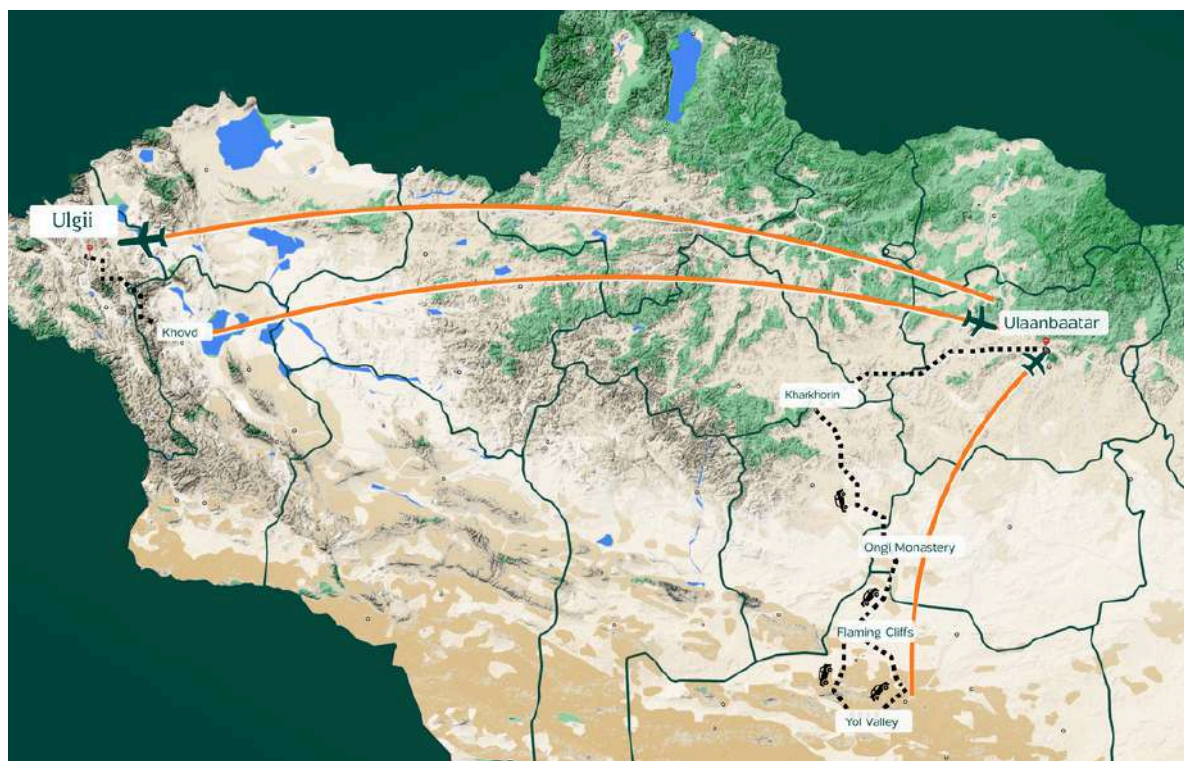 Ulgii
Khovd
Ulaanbaatar
Kharkhorin
Ongi Monastery
Flaming Cliffs
Yol Valley